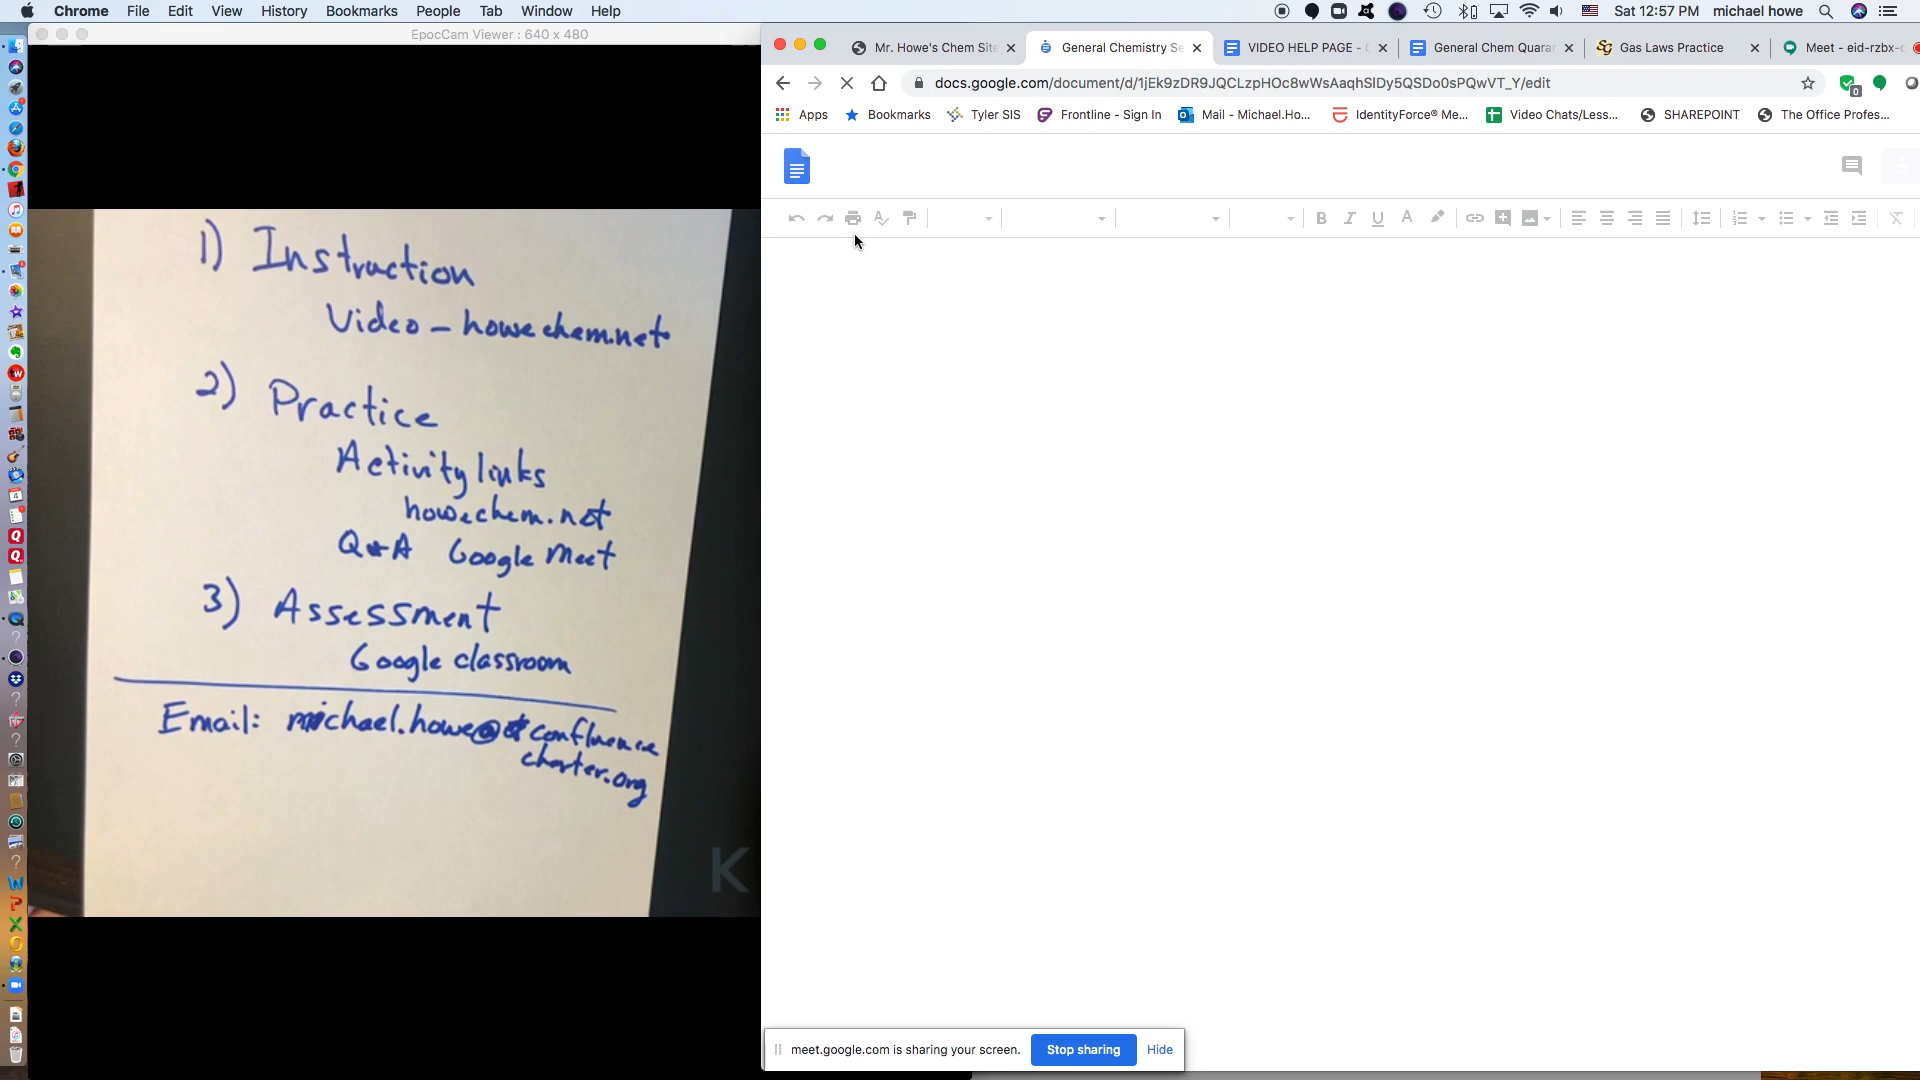 Chrome File Edit View History Bookmarks People Tab Window Help
Sat 12:57 PM michael howe
EpocCam Viewer : 640 x 480
Mr. Howe's Chem Site
General Chemistry Se
VIDEO HELP PAGE -
General Chem Quara
Gas Laws Practice
Meet - eid-rzbx-
docs.google.com/document/d/1jEk9zDR9JQCLzpHOc8wWsAaqhSlDy5QSDo0sPQwVT_Y/edit
0
Apps Bookmarks Tyler SIS Frontline - Sign In Mail - Michael.Ho... IdentityForce® Me... Video Chats/Less... SHAREPOINT The Office Profes...
1) Instruction
Video - howechem.net
2) Practice
Activity links
howechem.net
Q&A Google Meet
3) Assessment
Google classroom
Email: michael.howe@confluence
charter.org
K
meet.google.com is sharing your screen. Stop sharing Hide